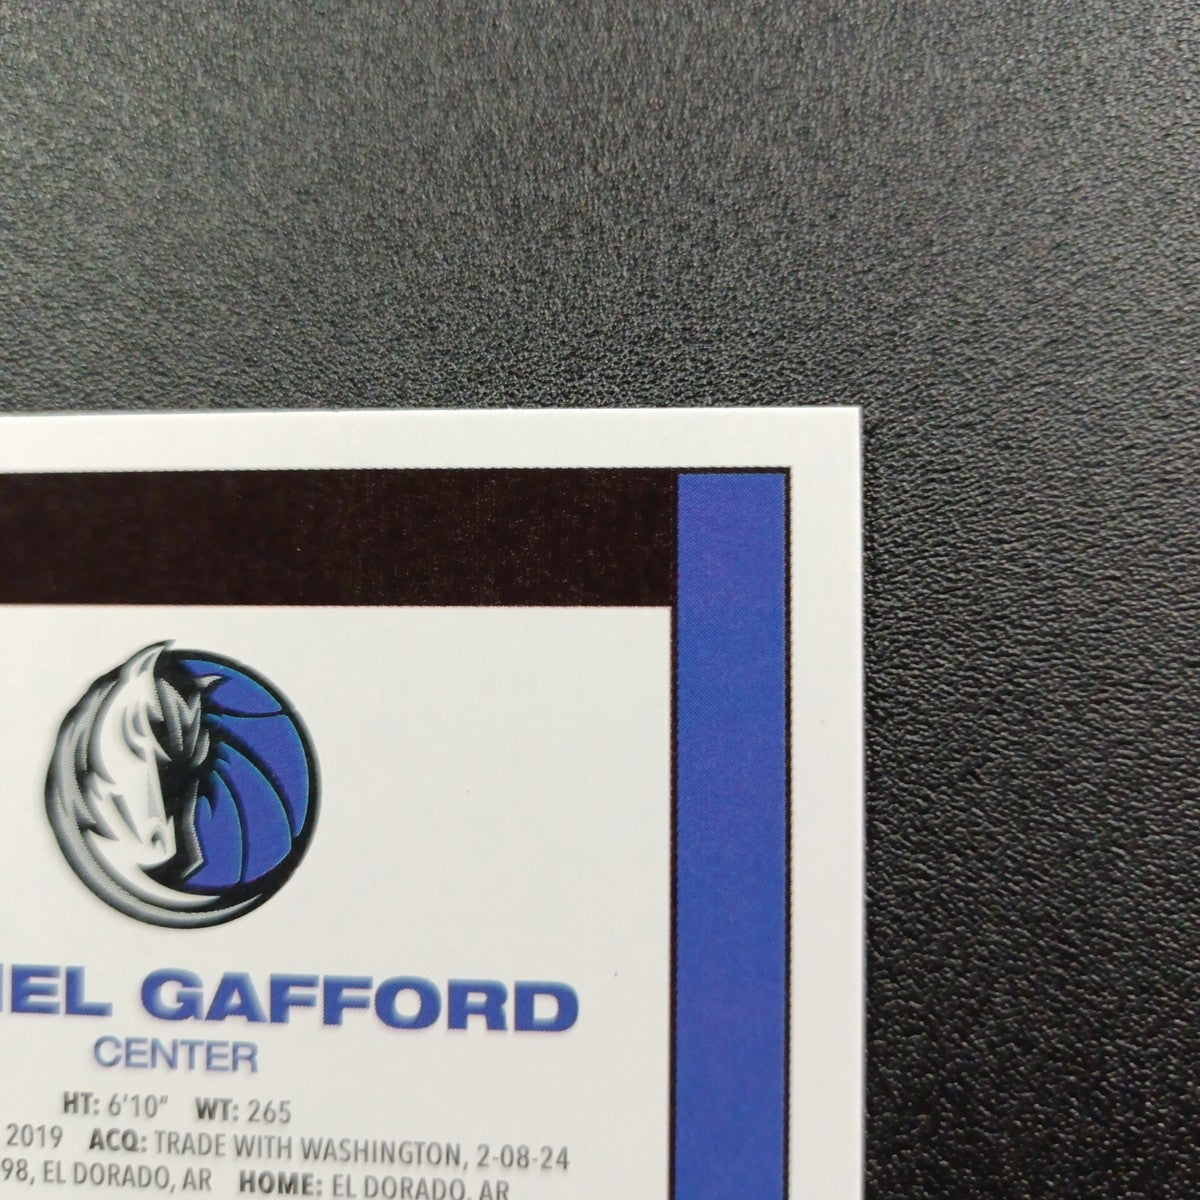 IEL GAFFORD
CENTER
HT: 6'10" WT: 265
2019 ACQ: TRADE WITH WASHINGTON, 2-08-24
98, EL DORADO, AR HOME: EL DORADO, AR